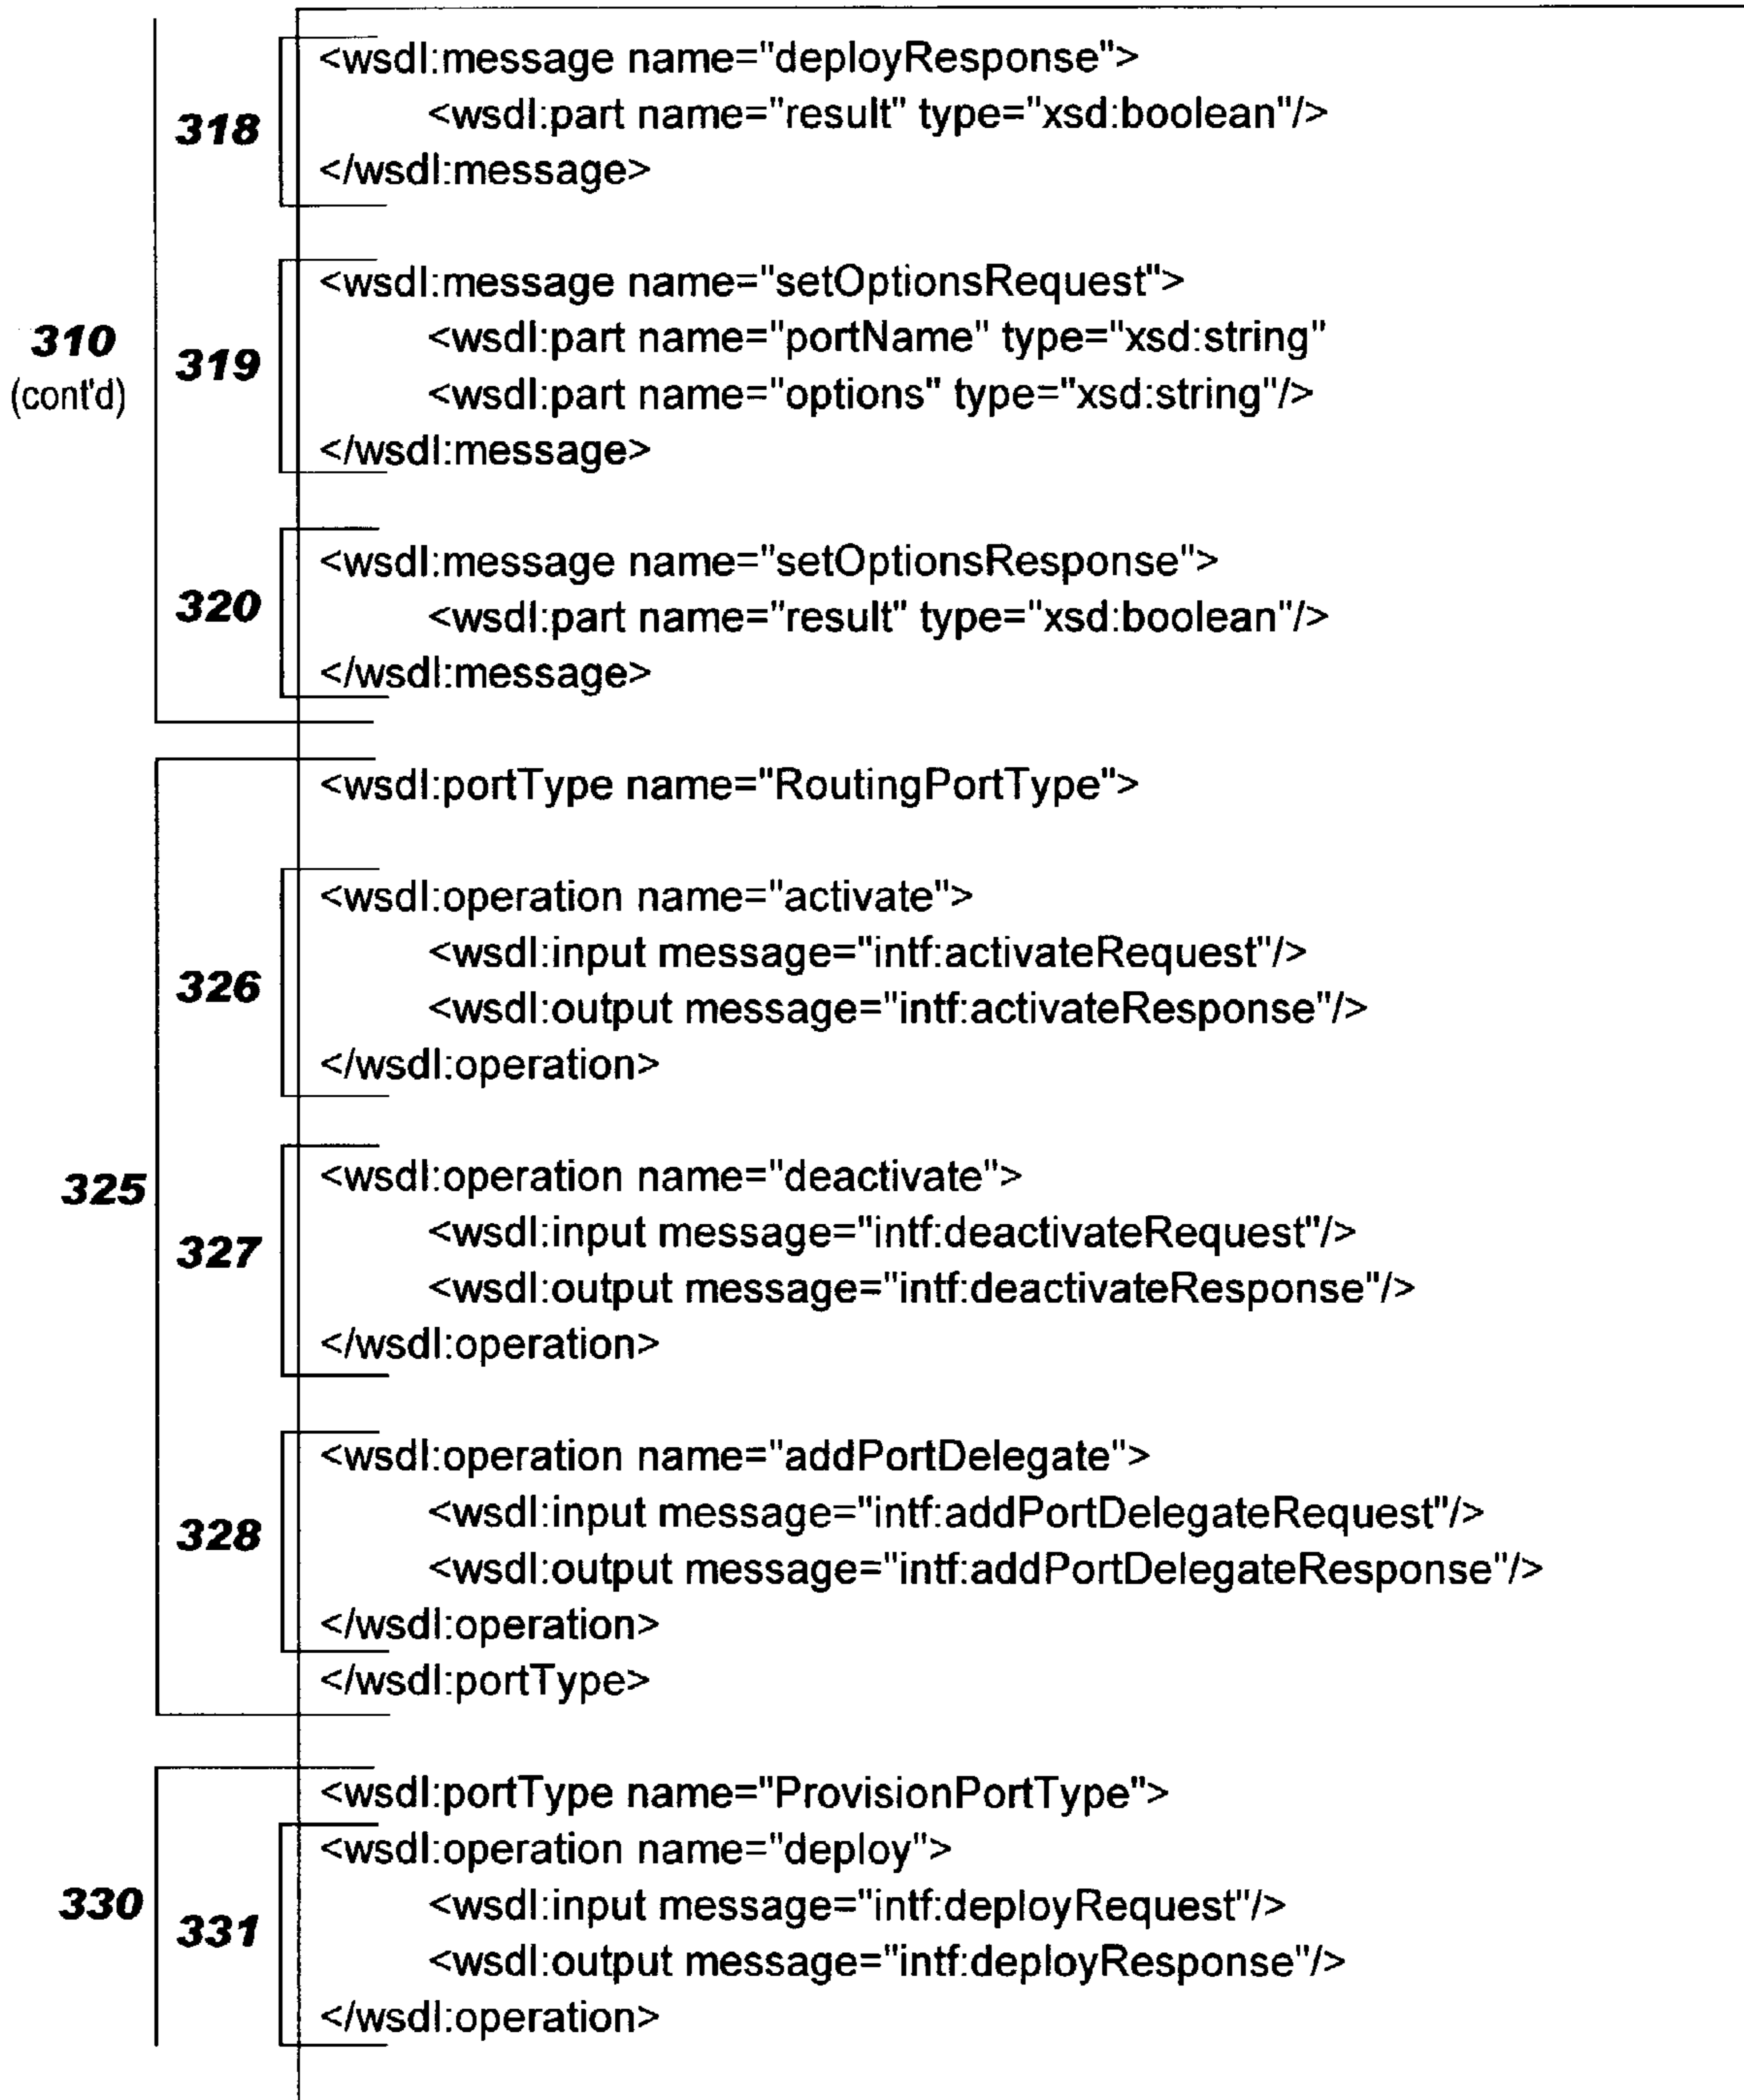 <wsdl:message name="deployResponse">
<wsdl:part name="result" type="xsd:boolean"/>
318
</wsdl:message>
<wsdl:message name="setOptionsRequest">
310
(cont'd)
319
<wsdl:part name="portName" type="xsd:string"
<wsdl:part name="options" type="xsd:string"/>
</wsdl:message>
<wsdl:message name="setOptionsResponse">
320
<wsdl:part name="result" type="xsd:boolean"/>
</wsdl:message>
<wsdl:portType name="RoutingPortType">
<wsdl:operation name="activate">
<wsdl:input message="intf:activateRequest"/>
326
<wsdl:output message="intf:activateResponse"/>
</wsdl:operation>
325
<wsdl:operation name="deactivate">
327
<wsdl:input message="intf:deactivateRequest"/>
<wsdl:output message="intf:deactivateResponse"/>
</wsdl:operation>
<wsdl:operation name="addPortDelegate">
328
<wsdl:input message="intf:addPortDelegateRequest"/>
<wsdl:output message="intf:addPortDelegateResponse"/>
</wsdl:operation>
</wsdl:portType>
<wsdl:portType name="ProvisionPortType">
<wsdl:operation name="deploy">
330
331
<wsdl:input message="intf:deployRequest"/>
<wsdl:output message="intf:deployResponse"/>
</wsdl:operation>